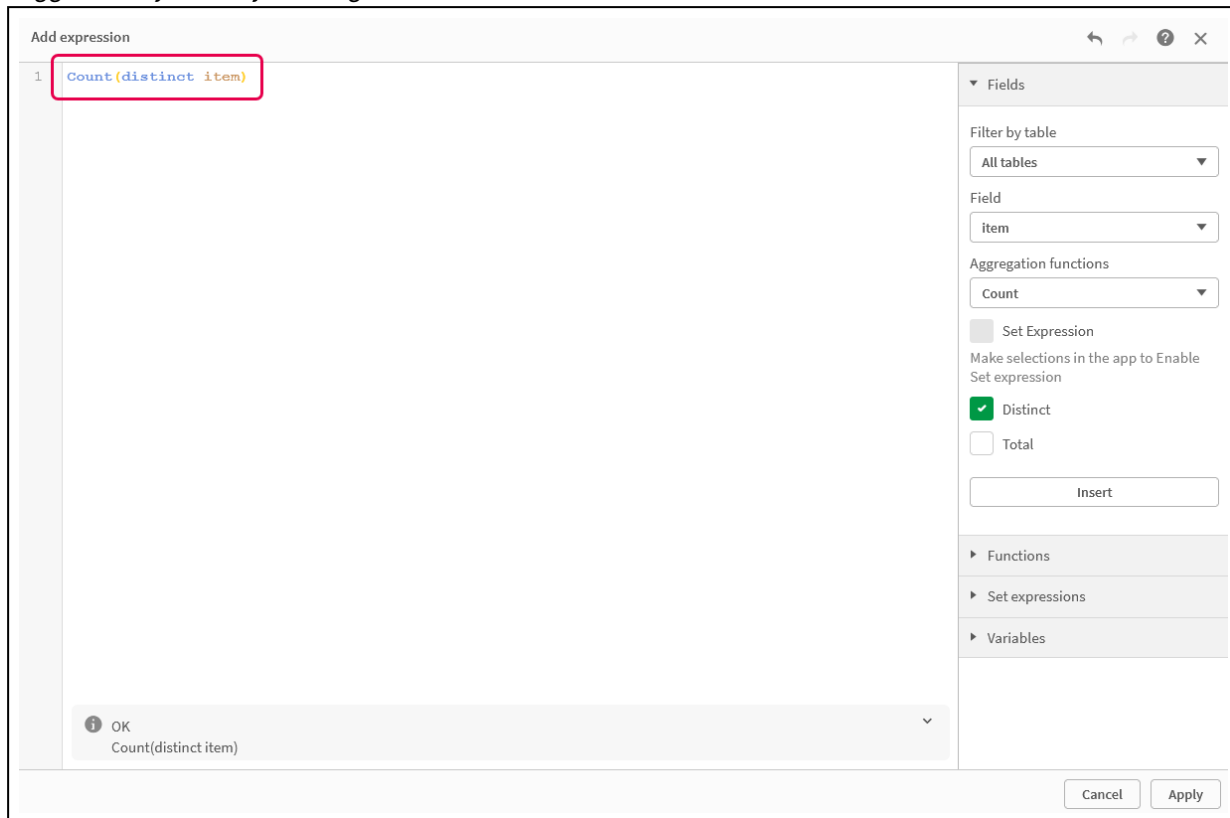 Add expression
1 Count(distinct item)
Fields
Filter by table
All tables
Field
item
Aggregation functions
Count
Set Expression
Make selections in the app to Enable
Set expression
Distinct
Total
Insert
Functions
Set expressions
Variables
OK
Count(distinct item)
Cancel Apply